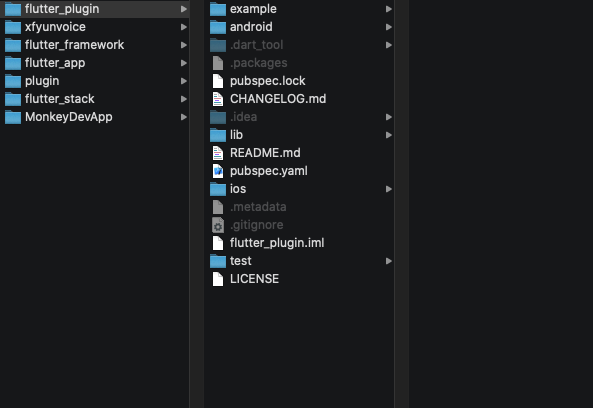 flutter_plugin
xfyunvoice
flutter_framework
flutter_app
plugin
flutter_stack
MonkeyDevApp
example
android
.dart_tool
.packages
pubspec.lock
CHANGELOG.md
.idea
lib
README.md
pubspec.yaml
ios
.metadata
.gitignore
flutter_plugin.iml
test
LICENSE